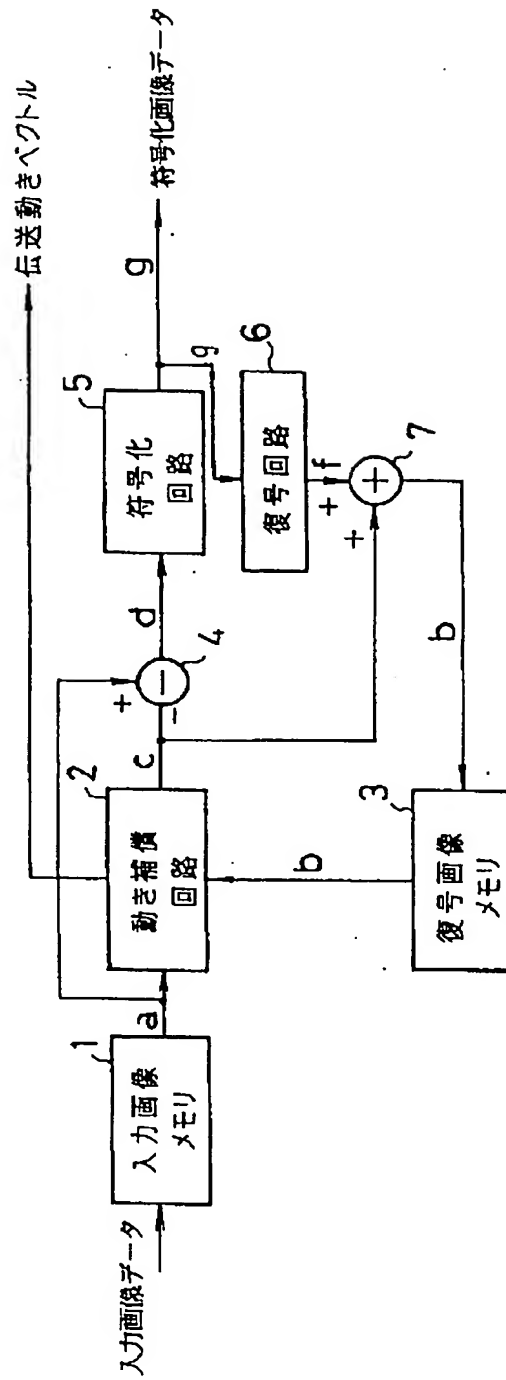 入力画像データ
1
入力画像
メモリ
a
2
動き補償
回路
伝送動きベクトル
c
+
-
4
d
5
符号化
回路
g
符号化画像データ
g
6
復号回路
f
+
+
7
b
3
復号画像
メモリ
b